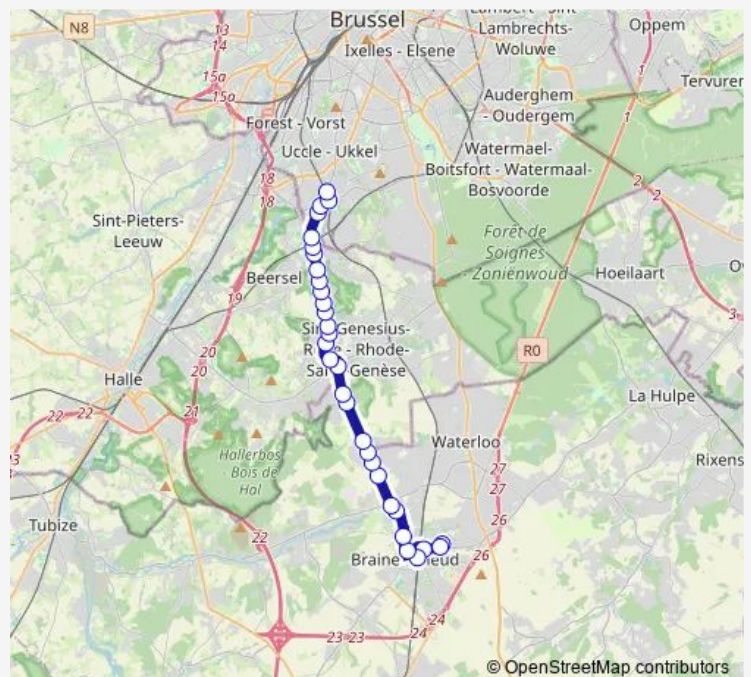 Brussel
N8
Lambert - Sint-
Lambrechts-
Woluwe
Oppem
13
14
Ixelles - Elsene
15a
15a
1
Tervuren
Auderghem
- Oudergem
1
Forest - Vorst
Uccle - Ukkel
Watermael-
Boitsfort - Watermaal-
Bosvoorde
18
18
2
2
Sint-Pieters-
Leeuw
Forêt de
Soignes
- Zoniënwoud
Hoeilaart
Beersel
19
3
Genesius-
- Rhode-
Genèse
R0
20
20
Halle
La Hulpe
22
22
21
Waterloo
Hallerbos
Bois de
Hal
27
27
Rixens
26
Tubize
22
Braine
26
24
23
23
24
© OpenStreetMap contributors